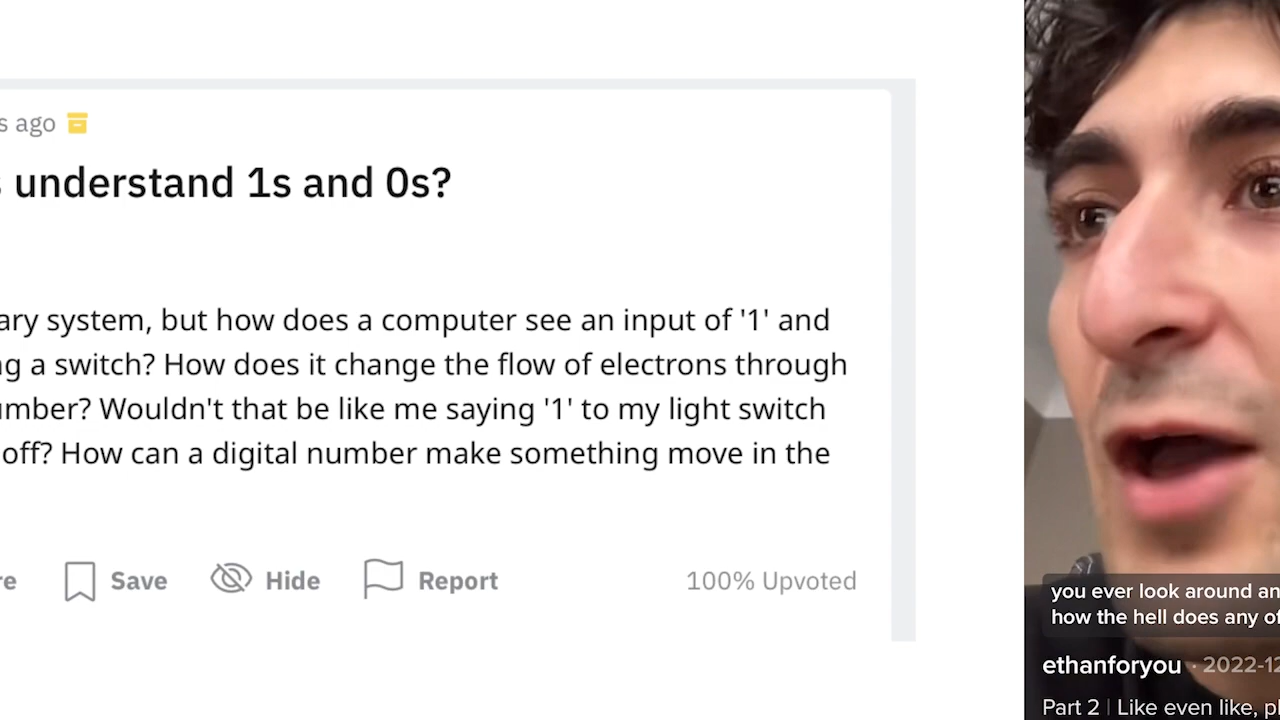 s ago
understand 1s and 0s?
ary system, but how does a computer see an input of '1' and
ng a switch? How does it change the flow of electrons through
umber? Wouldn't that be like me saying '1' to my light switch
off? How can a digital number make something move in the
re
Save
Hide
Report
100% Upvoted
you ever look around an
how the hell does any of
ethanforyou · 2022-12
Part 2 | Like even like, pl